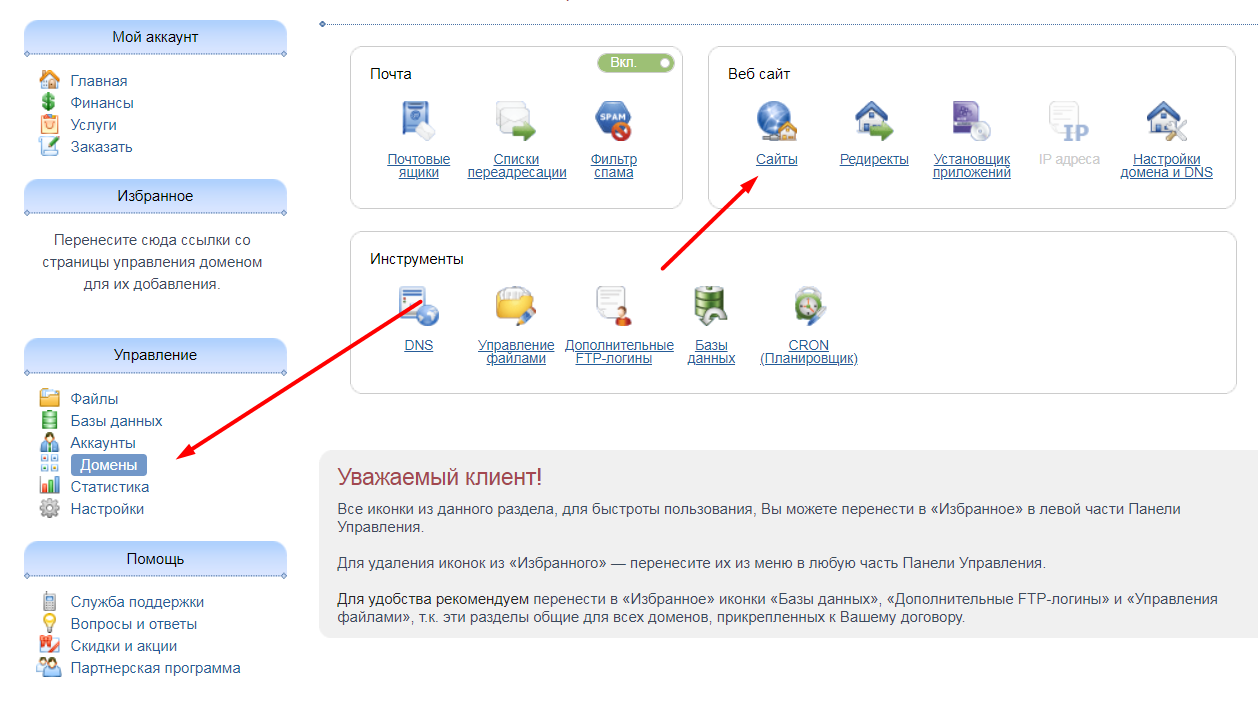 Мой аккаунт
Главная
Финансы
Услуги
Заказать
Избранное
Перенесите сюда ссылки со
страницы управления доменом
для их добавления.
Управление
Файлы
Базы данных
Аккаунты
Домены
Статистика
Настройки
Помощь
Служба поддержки
Вопросы и ответы
Скидки и акции
Партнерская программа
Почта
Вкл.
Почтовые
ящики
Списки
переадресации
SPAM
Фильтр
спама
Веб сайт
Сайты
Редиректы
Установщик
приложений
IP
IP адреса
Настройки
домена и DNS
Инструменты
DNS
Управление
файлами
Дополнительные
FTP-логины
Базы
данных
CRON
(Планировщик)
Уважаемый клиент!
Все иконки из данного раздела, для быстроты пользования, Вы можете перенести в «Избранное» в левой части Панели
Управления.
Для удаления иконок из «Избранного» — перенесите их из меню в любую часть Панели Управления.
Для удобства рекомендуем перенести в «Избранное» иконки «Базы данных», «Дополнительные FTP-логины» и «Управления
файлами», т.к. эти разделы общие для всех доменов, прикрепленных к Вашему договору.